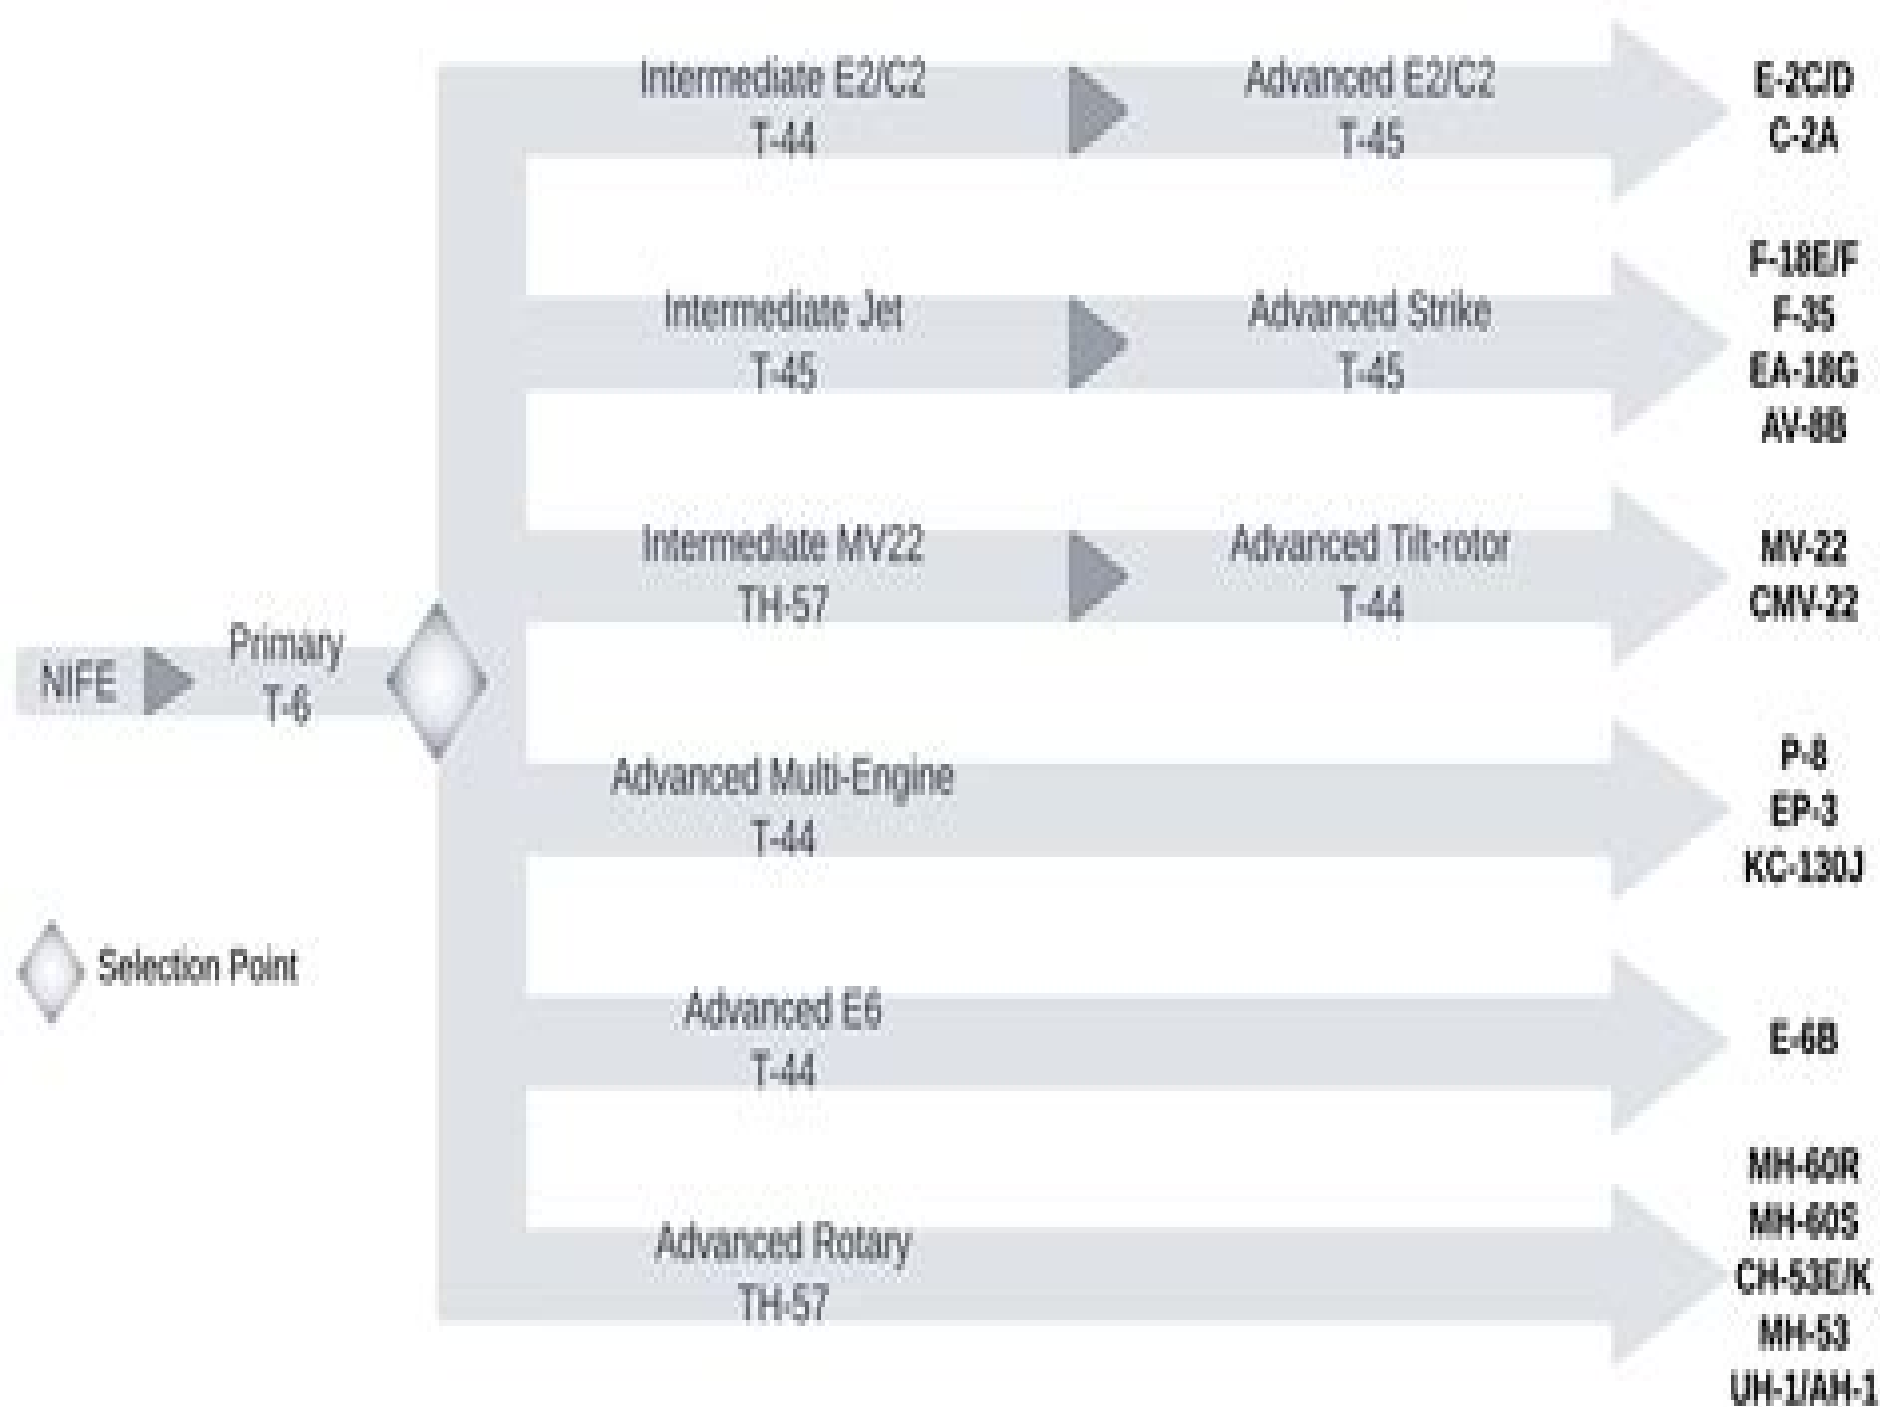 Intermediate E2/C2
T-44
Advanced E2/C2
T-45
E-2C/D
C-2A
Intermediate Jet
T-45
Advanced Strike
T-45
F-18E/F
F-35
EA-18G
AV-8B
Intermediate MV22
TH-57
Advanced Tilt-rotor
T-44
MV-22
CMV-22
NIFE
Primary
T-6
Advanced Multi-Engine
T-44
P-8
EP-3
KC-130J
Selection Point
Advanced E6
T-44
E-6B
Advanced Rotary
TH-57
MH-60R
MH-60S
CH-53E/K
MH-53
UH-1/AH-1